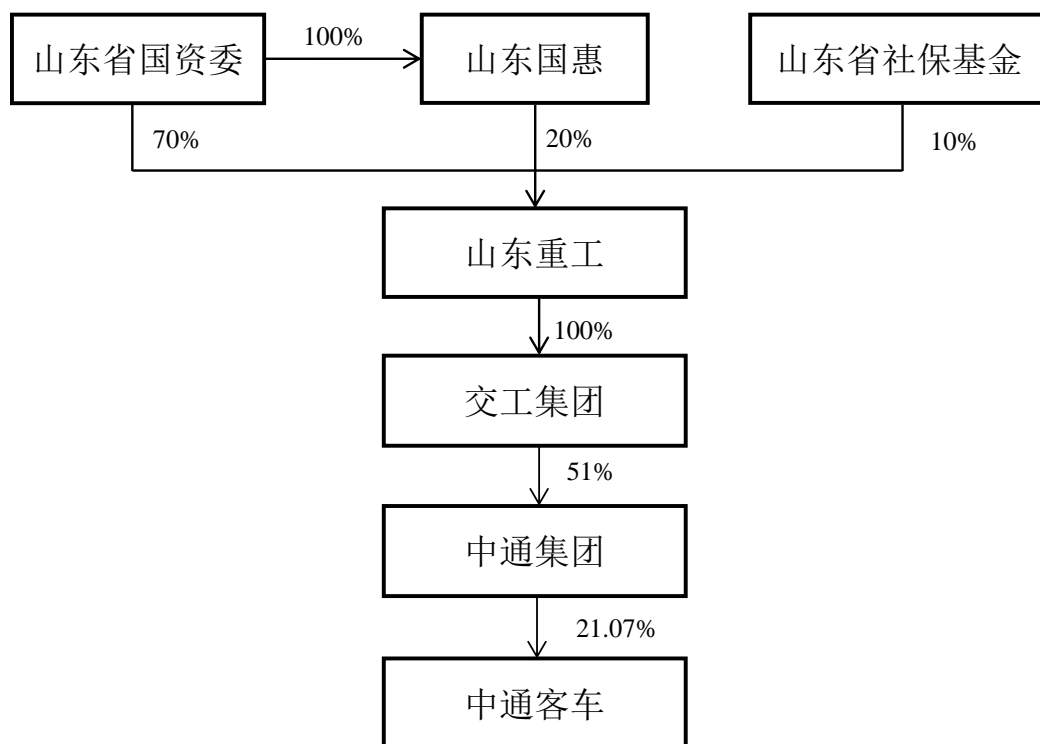 山东省国资委
100%
山东国惠
山东省社保基金
70%
20%
10%
山东重工
100%
交工集团
51%
中通集团
21.07%
中通客车